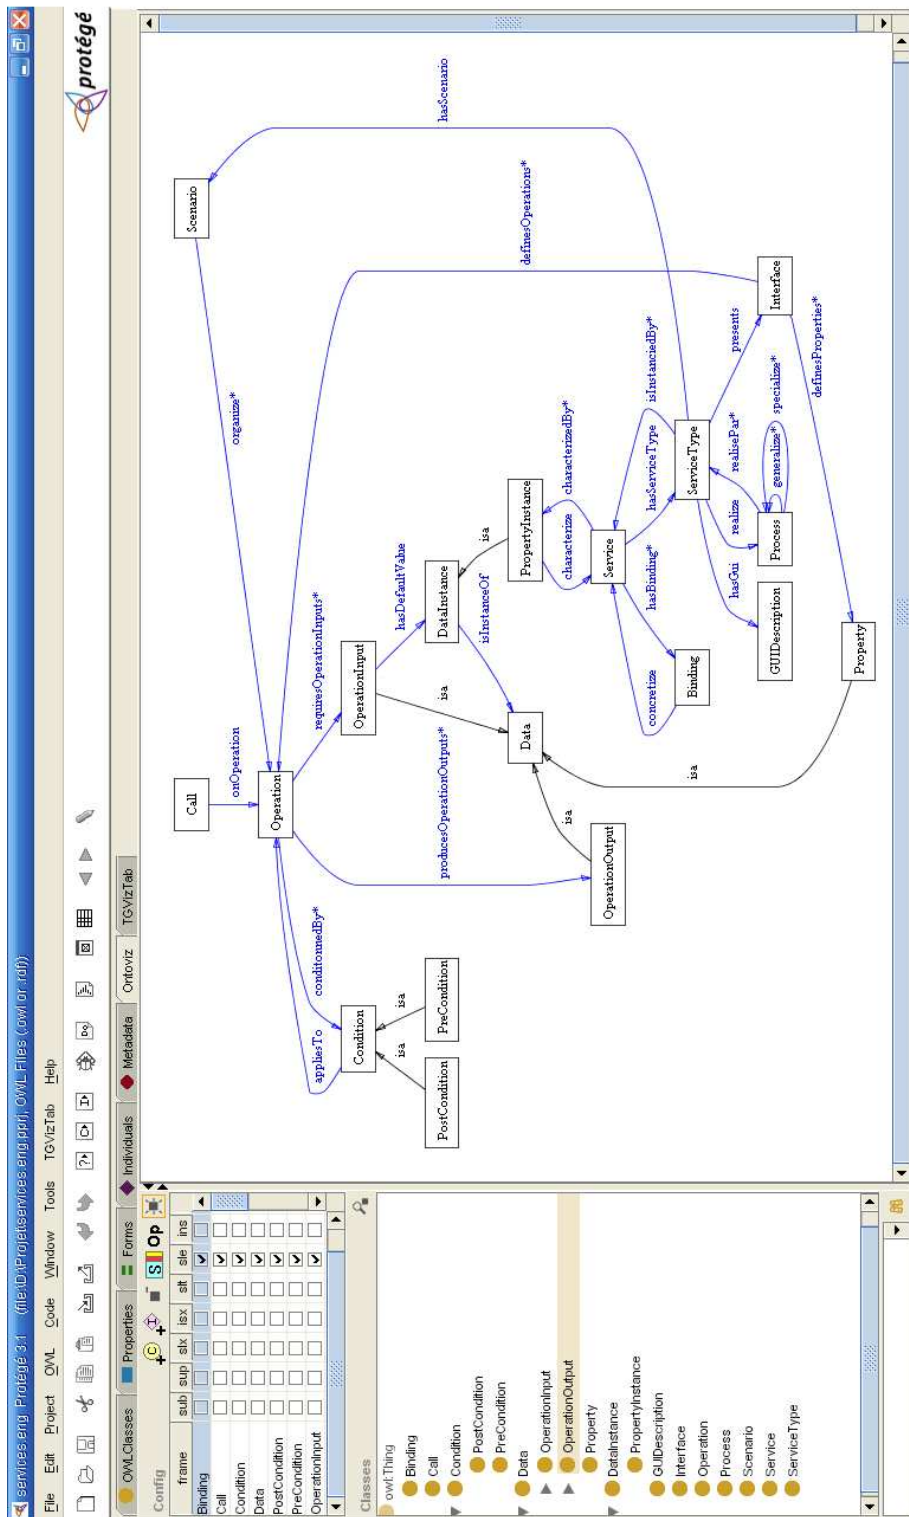 services.eng Protégé 3.1 (file:\D:\Projet\services.eng.pprj, OWL Files (.owl or .rdf))
File Edit Project OWL Code Window Tools TGVizTab Help
protégé
OWLClasses Properties Forms Individuals Metadata Ontoviz TGVizTab
Config
C I S Op
frame sub sup slx isx slt sle ins
Binding
Call
Condition
Data
PostCondition
PreCondition
OperationInput
Classes
owl:Thing
Binding
Call
Condition
PostCondition
PreCondition
Data
OperationInput
OperationOutput
Property
DataInstance
PropertyInstance
GUIDescription
Interface
Operation
Process
Scenario
Service
ServiceType
Call
Scenario
onOperation
organize*
hasScenario
Operation
appliesTo
conditonnedBy*
requiresOperationInputs*
definesOperations*
Condition
OperationInput
isa
isa
hasDefaultValue
PostCondition
PreCondition
producesOperationOutputs*
isa
DataInstance
isInstanceOf
isa
Data
PropertyInstance
characterize
characterizedBy*
isa
OperationOutput
Service
concretize
hasBinding*
hasServiceType
isInstanciedBy*
Binding
ServiceType
isa
hasGui
realize
realisePar*
presents
GUIDescription
Process
generalize*
specialize*
Interface
definesProperties*
Property